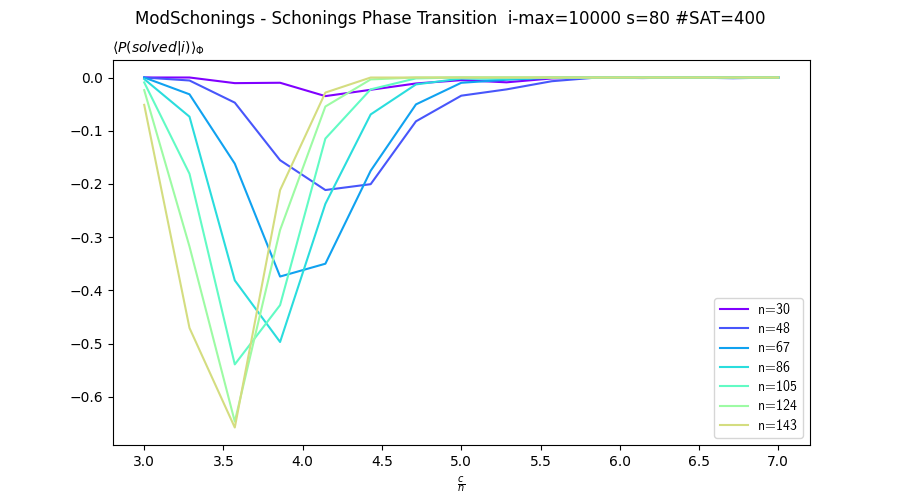 ModSchonings - Schonings Phase Transition  i-max=10000 s=80 #SAT=400
⟨P(solved|i)⟩Φ
0.0
−0.1
−0.2
−0.3
−0.4
−0.5
−0.6
n=30
n=48
n=67
n=86
n=105
n=124
n=143
3.0 3.5 4.0 4.5 5.0 5.5 6.0 6.5 7.0
c/n